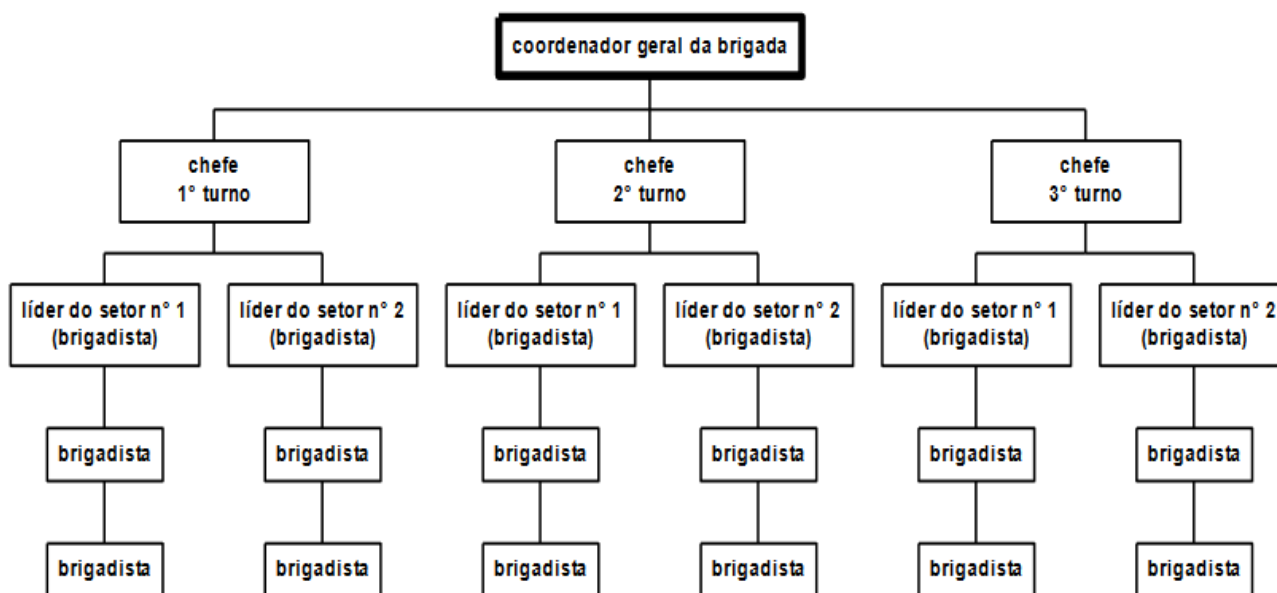 coordenador geral da brigada
chefe
1° turno
chefe
2° turno
chefe
3° turno
líder do setor n° 1
(brigadista)
líder do setor n° 2
(brigadista)
líder do setor n° 1
(brigadista)
líder do setor n° 2
(brigadista)
líder do setor n° 1
(brigadista)
líder do setor n° 2
(brigadista)
brigadista
brigadista
brigadista
brigadista
brigadista
brigadista
brigadista
brigadista
brigadista
brigadista
brigadista
brigadista